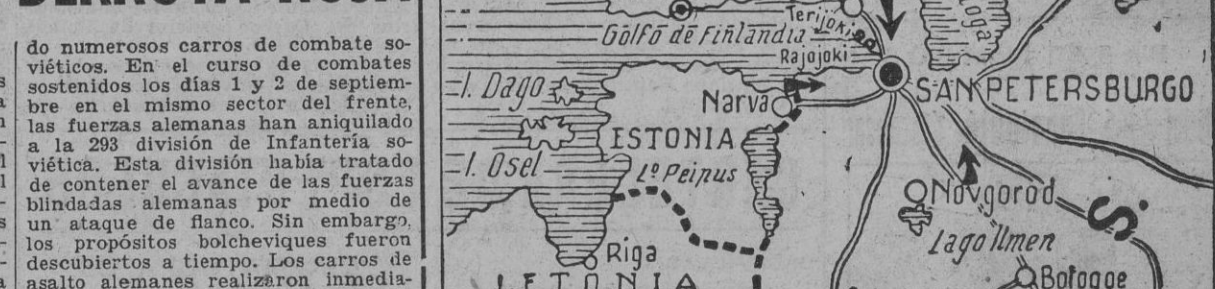 do numerosos carros de combate so-
viéticos. En el curso de combates
sostenidos los días 1 y 2 de septiem-
bre en el mismo sector del frente,
las fuerzas alemanas han aniquilado
a la 293 división de Infantería so-
viética. Esta división había tratado
de contener el avance de las fuerzas
blindadas alemanas por medio de
un ataque de flanco. Sin embargo,
los propósitos bolcheviques fueron
descubiertos a tiempo. Los carros de
asalto alemanes realizaron inmedia-
Golfo de Finlandia
Terijoki
Rajojoki
I. Dago
Narva
SAN PETERSBURGO
ESTONIA
I. Osel
Lº Peipus
Novgorod
S.
Lago Ilmen
Riga
LETONIA